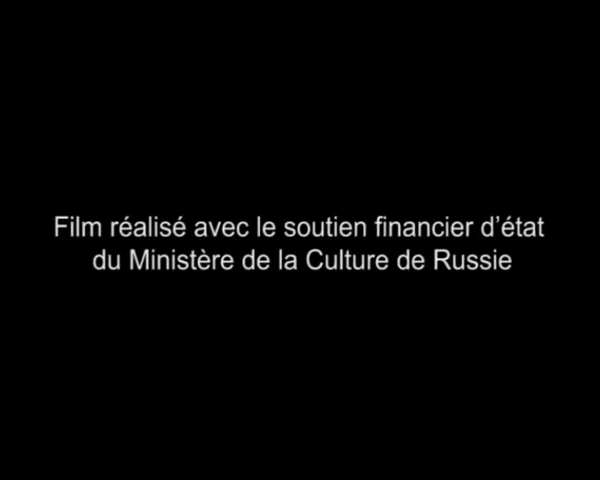 Film réalisé avec le soutien financier d’état
du Ministère de la Culture de Russie